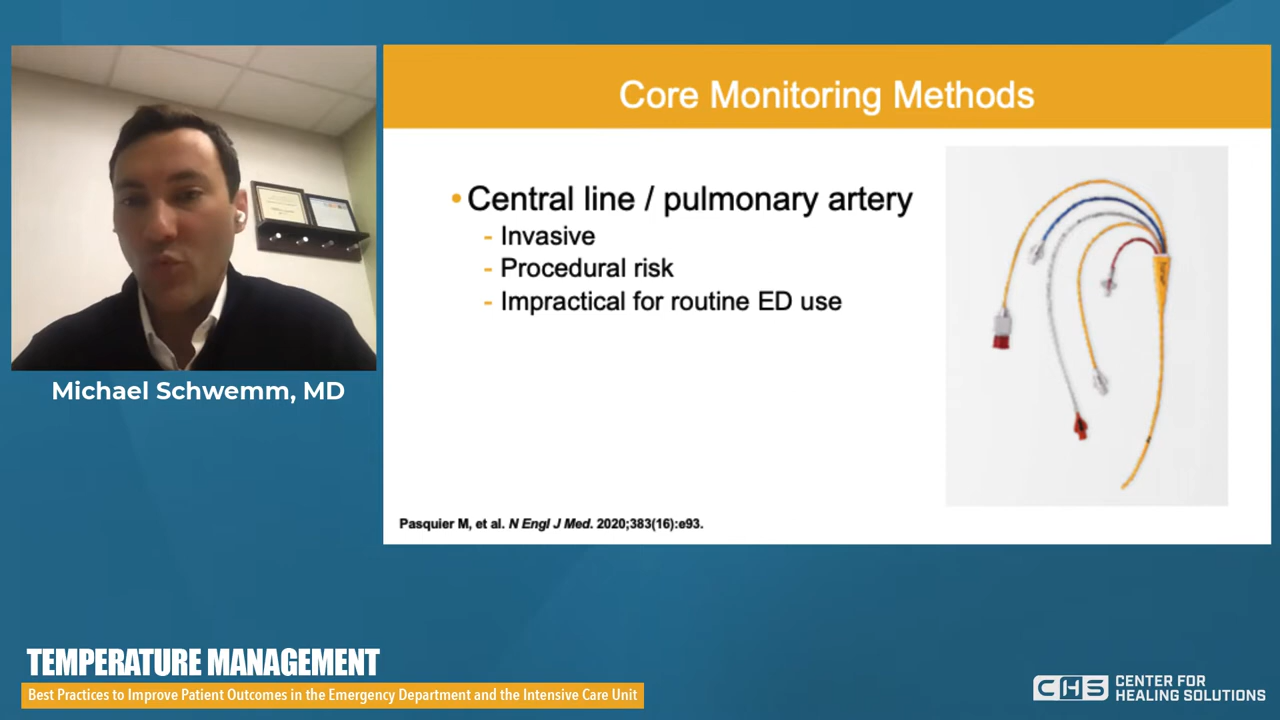 Core Monitoring Methods
• Central line / pulmonary artery
- Invasive
- Procedural risk
- Impractical for routine ED use
Michael Schwemm, MD
Pasquier M, et al. N Engl J Med. 2020;383(16):e93.
TEMPERATURE MANAGEMENT
Best Practices to Improve Patient Outcomes in the Emergency Department and the Intensive Care Unit
CHS CENTER FOR
HEALING SOLUTIONS